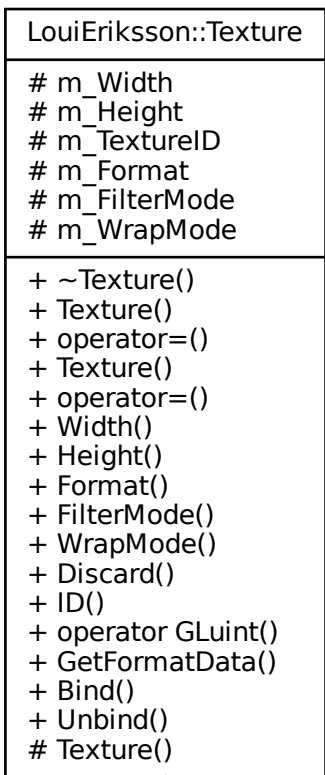 LouiEriksson::Texture
# m_Width
# m_Height
# m_TextureID
# m_Format
# m_FilterMode
# m_WrapMode
+ ~Texture()
+ Texture()
+ operator=()
+ Texture()
+ operator=()
+ Width()
+ Height()
+ Format()
+ FilterMode()
+ WrapMode()
+ Discard()
+ ID()
+ operator GLuint()
+ GetFormatData()
+ Bind()
+ Unbind()
# Texture()